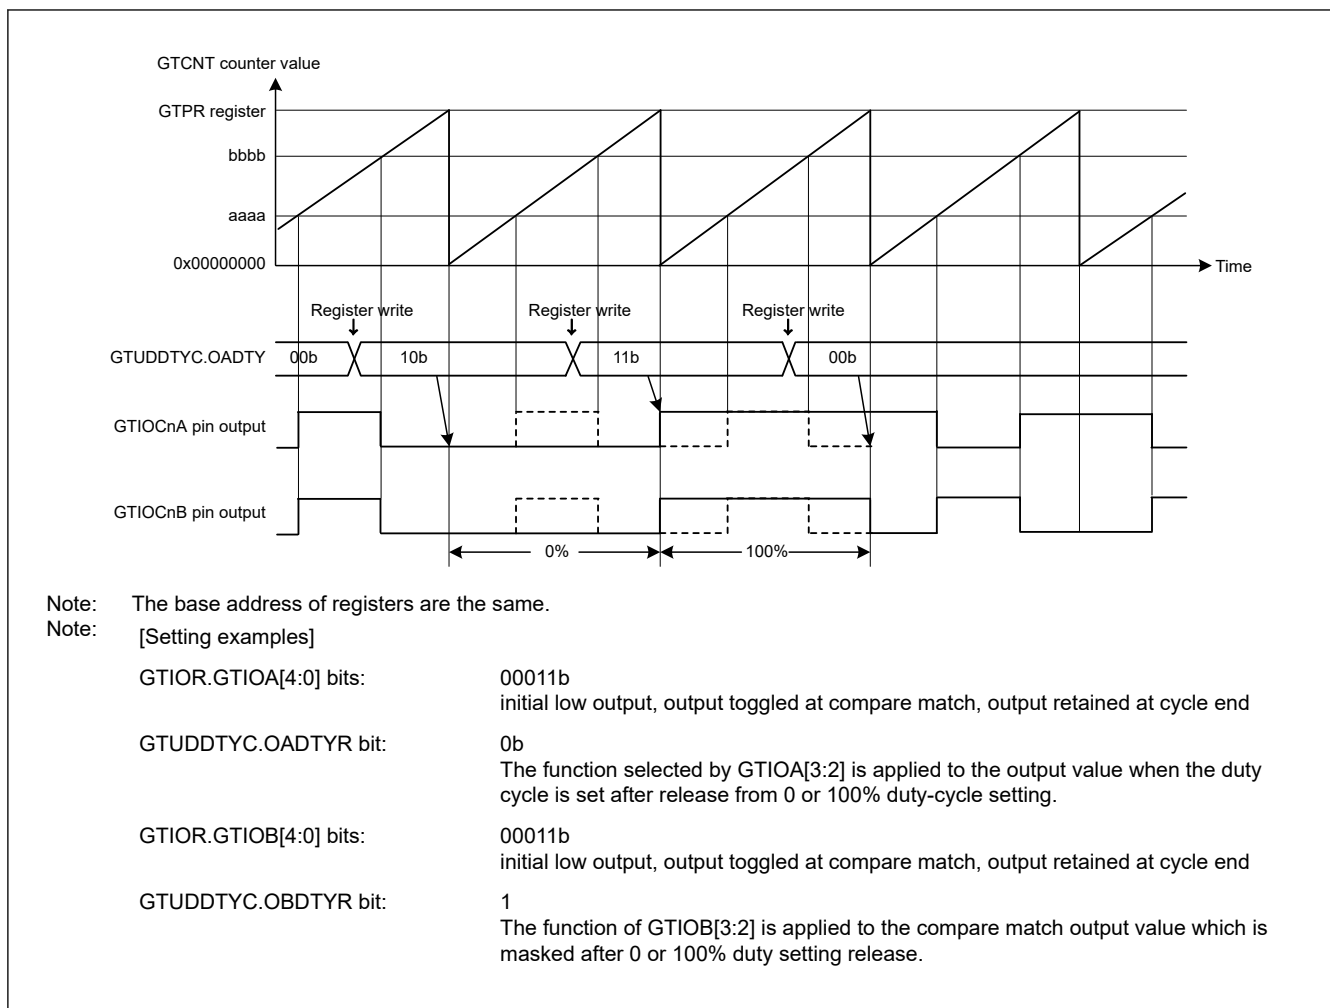 GTCNT counter value
GTPR register
bbbb
aaaa
0x00000000
Time
Register write Register write Register write
GTUDDTYC.OADTY 00b 10b 11b 00b
GTIOCnA pin output
GTIOCnB pin output
0% 100%
Note: The base address of registers are the same.
Note: [Setting examples]
GTIOR.GTIOA[4:0] bits: 00011b
initial low output, output toggled at compare match, output retained at cycle end
GTUDDTYC.OADTYR bit: 0b
The function selected by GTIOA[3:2] is applied to the output value when the duty
cycle is set after release from 0 or 100% duty-cycle setting.
GTIOR.GTIOB[4:0] bits: 00011b
initial low output, output toggled at compare match, output retained at cycle end
GTUDDTYC.OBDTYR bit: 1
The function of GTIOB[3:2] is applied to the compare match output value which is
masked after 0 or 100% duty setting release.